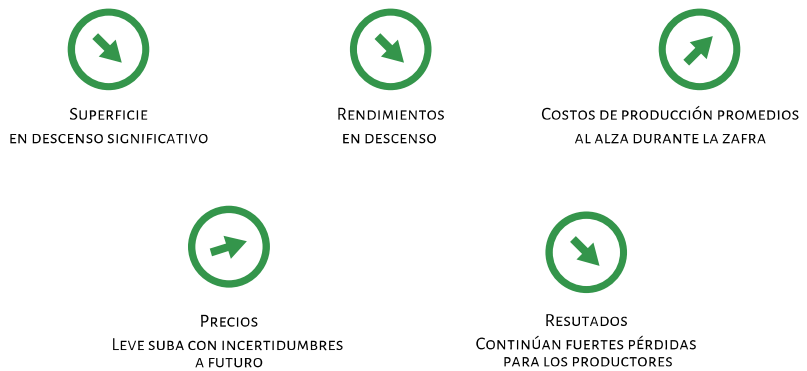 Superficie
en descenso significativo
Rendimientos
en descenso
Costos de producción promedios
al alza durante la zafra
Precios
Leve suba con incertidumbres
a futuro
Resutados
Continúan fuertes pérdidas
para los productores